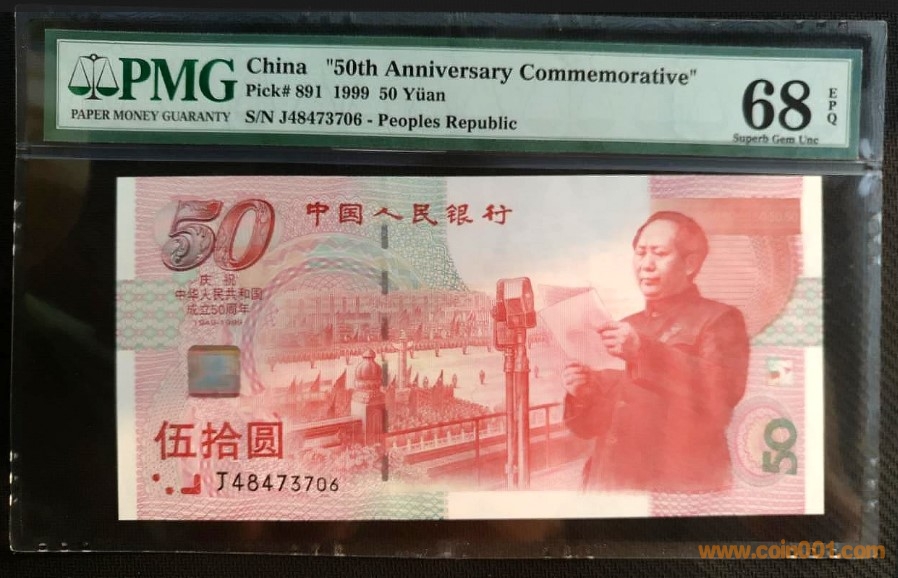 PMG
PAPER MONEY GUARANTY
China "50th Anniversary Commemorative"
Pick# 891 1999 50 Yüan
S/N J48473706 - Peoples Republic
68
EPQ
Superb Gem Unc
50
中国人民银行
庆祝
中华人民共和国
成立50周年
1949-1999
伍拾圆
J48473706
50
www.coin001.com